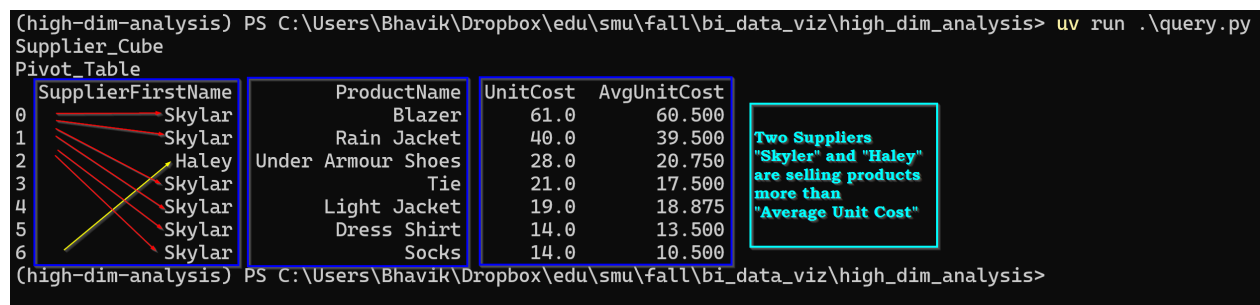 (high-dim-analysis) PS C:\Users\Bhavik\Dropbox\edu\smu\fall\bi_data_viz\high_dim_analysis> uv run .\query.py
Supplier_Cube
Pivot_Table
SupplierFirstName ProductName UnitCost AvgUnitCost
0 Skylar Blazer 61.0 60.500
1 Skylar Rain Jacket 40.0 39.500
2 Haley Under Armour Shoes 28.0 20.750
3 Skylar Tie 21.0 17.500
4 Skylar Light Jacket 19.0 18.875
5 Skylar Dress Shirt 14.0 13.500
6 Skylar Socks 14.0 10.500
Two Suppliers
"Skyler" and "Haley"
are selling products
more than
"Average Unit Cost"
(high-dim-analysis) PS C:\Users\Bhavik\Dropbox\edu\smu\fall\bi_data_viz\high_dim_analysis>